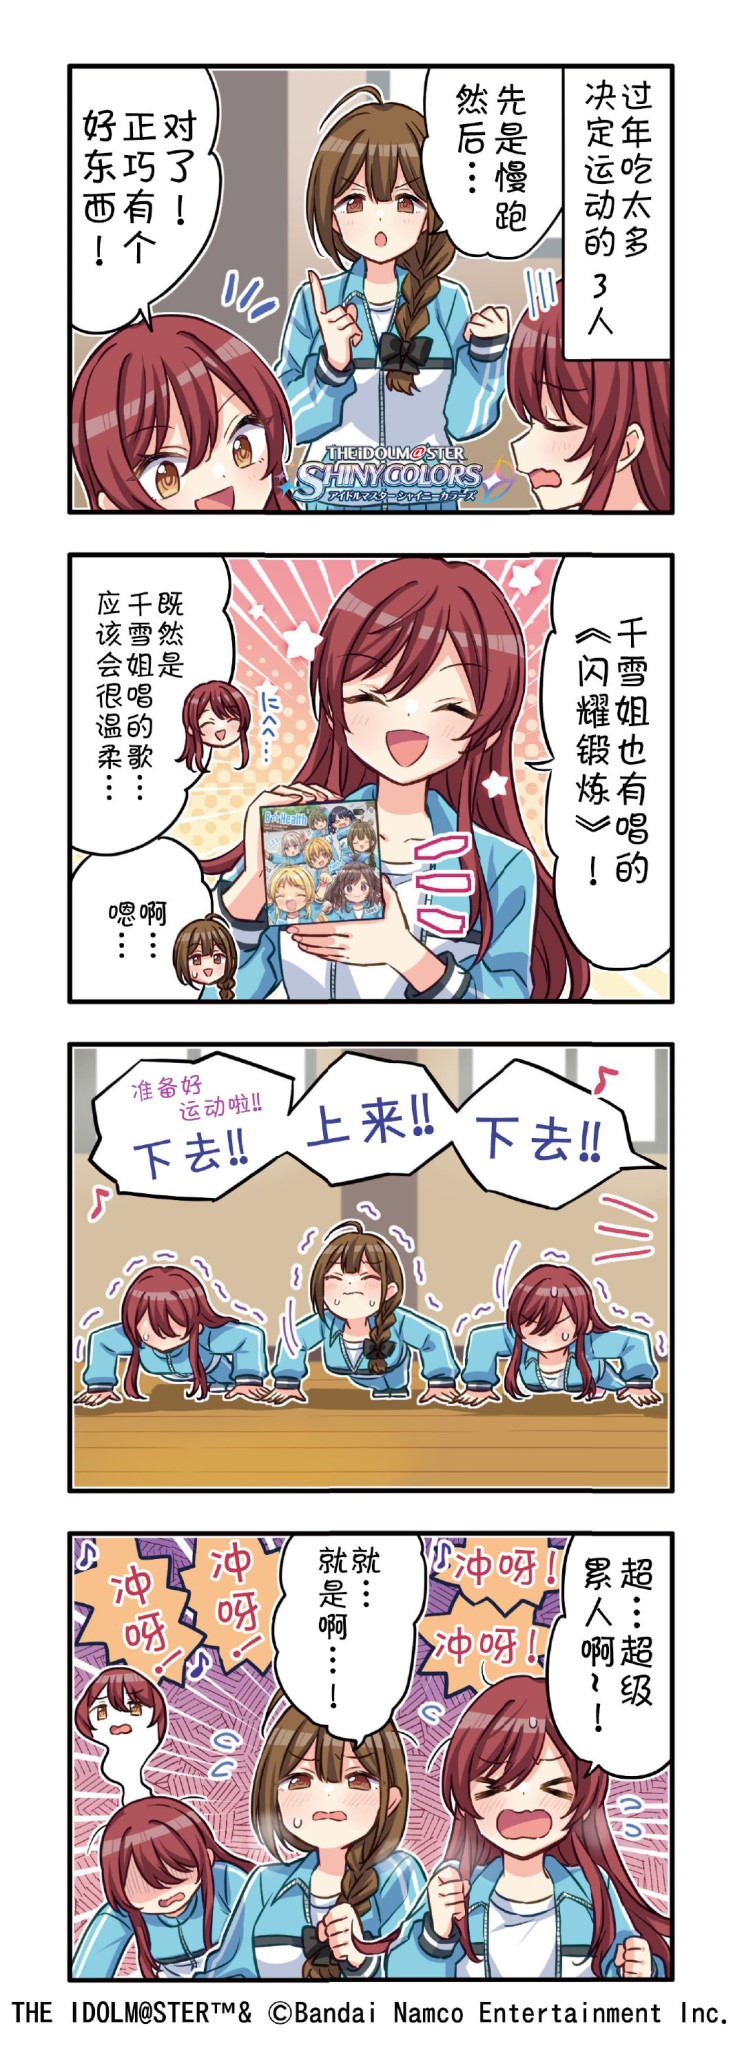 过年吃太多
决定运动的
3人
先是慢跑
然后…
对了！
正巧有个
好东西！
THE iDOLM@STER
SHINY COLORS
アイドルマスターシャイニーカラーズ
千雪姐也有唱的
《闪耀锻炼》！
B○Health
既然是
千雪姐唱的歌…
应该会很温柔…
にへへ…
啊…
嗯…
准备好
运动啦!!
下去!!
上来!!
下去!!
超…超级
累人啊~！
冲呀！
冲呀！
就…
就是啊…！
冲呀！
冲呀！
THE IDOLM@STER™& ©Bandai Namco Entertainment Inc.